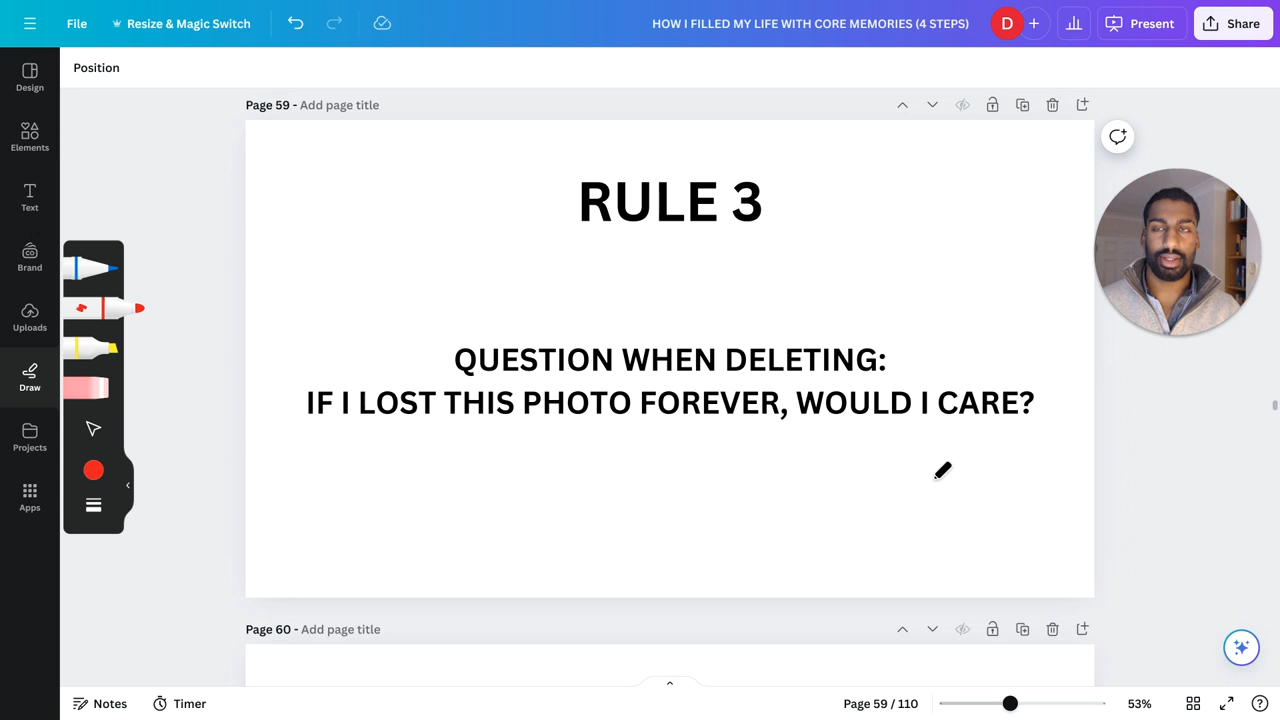 File
Resize & Magic Switch
HOW I FILLED MY LIFE WITH CORE MEMORIES (4 STEPS)
D
Present
Share
Position
Design
Elements
Text
Brand
Uploads
Draw
Projects
Apps
Page 59 - Add page title
RULE 3
QUESTION WHEN DELETING:
IF I LOST THIS PHOTO FOREVER, WOULD I CARE?
Page 60 - Add page title
Notes
Timer
Page 59 / 110
53%